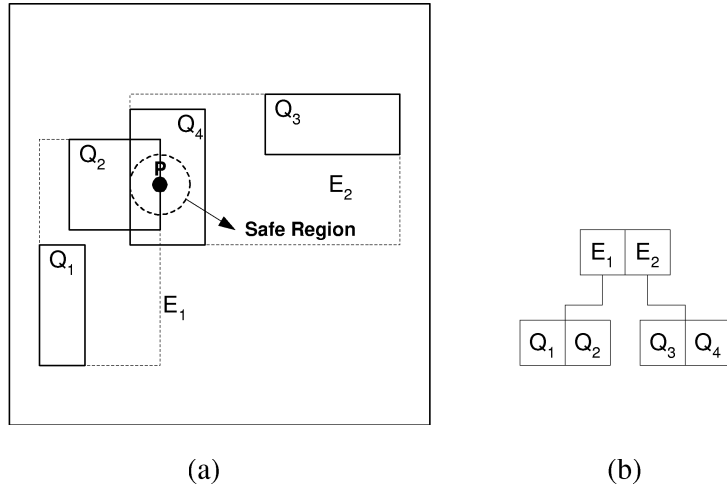 Q3
Q4
Q2
P
E2
Safe Region
Q1
E1
E1 E2
Q1 Q2 Q3 Q4
(a) (b)